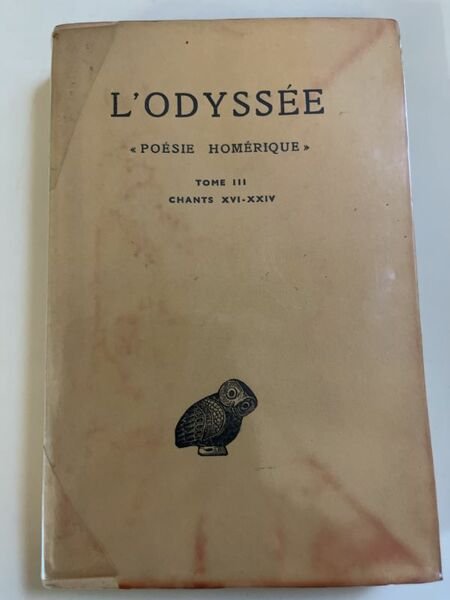 L'ODYSSÉE
« POÉSIE HOMÉRIQUE »
TOME III
CHANTS XVI-XXIV